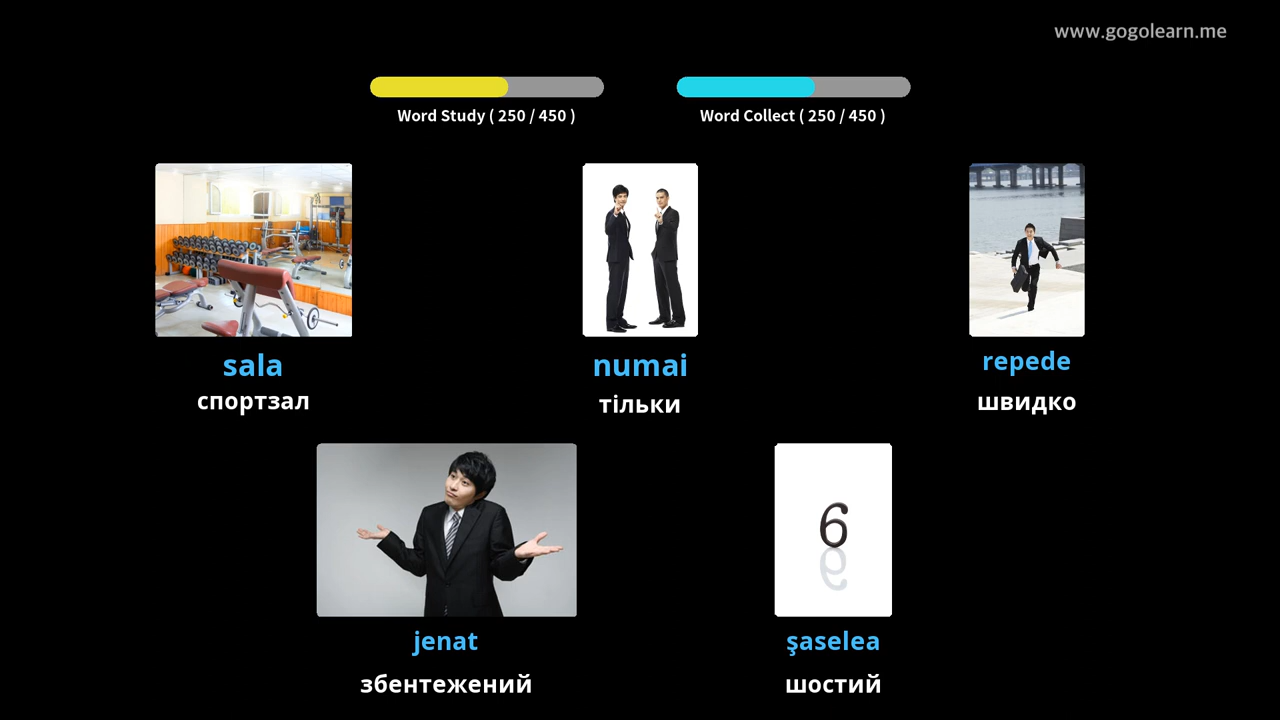 www.gogolearn.me
Word Study ( 250 / 450 )
Word Collect ( 250 / 450 )
sala
спортзал
numai
тільки
repede
швидко
jenat
збентежений
6
şaselea
шостий